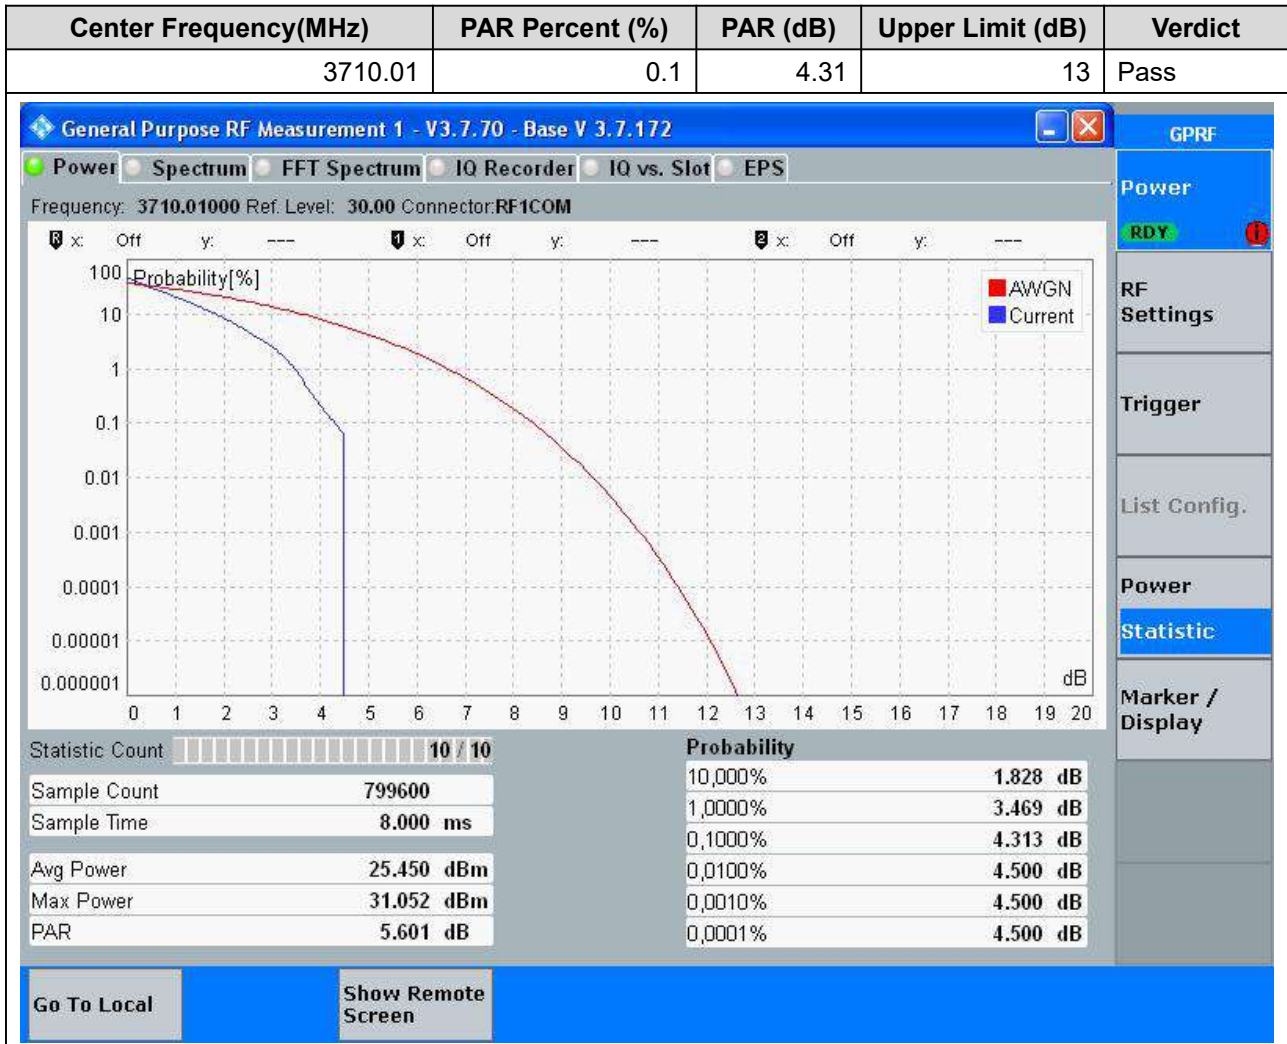 Center Frequency(MHz) PAR Percent (%) PAR (dB) Upper Limit (dB) Verdict
3710.01 0.1 4.31 13 Pass
General Purpose RF Measurement 1 - V3.7.70 - Base V 3.7.172
GPRF
Power Spectrum FFT Spectrum IQ Recorder IQ vs. Slot EPS
Power
RDY
Frequency: 3710.01000 Ref. Level: 30.00 Connector:RF1COM
R x: Off y: --- 1 x: Off y: --- 2 x: Off y: ---
Probability[%]
AWGN
Current
100
10
1
0.1
0.01
0.001
0.0001
0.00001
0.000001
dB
0 1 2 3 4 5 6 7 8 9 10 11 12 13 14 15 16 17 18 19 20
RF
Settings
Trigger
List Config.
Power
Statistic
Marker /
Display
Statistic Count 10 / 10
Sample Count 799600
Sample Time 8.000 ms
Avg Power 25.450 dBm
Max Power 31.052 dBm
PAR 5.601 dB
Probability
10,000% 1.828 dB
1,0000% 3.469 dB
0,1000% 4.313 dB
0,0100% 4.500 dB
0,0010% 4.500 dB
0,0001% 4.500 dB
Go To Local
Show Remote
Screen